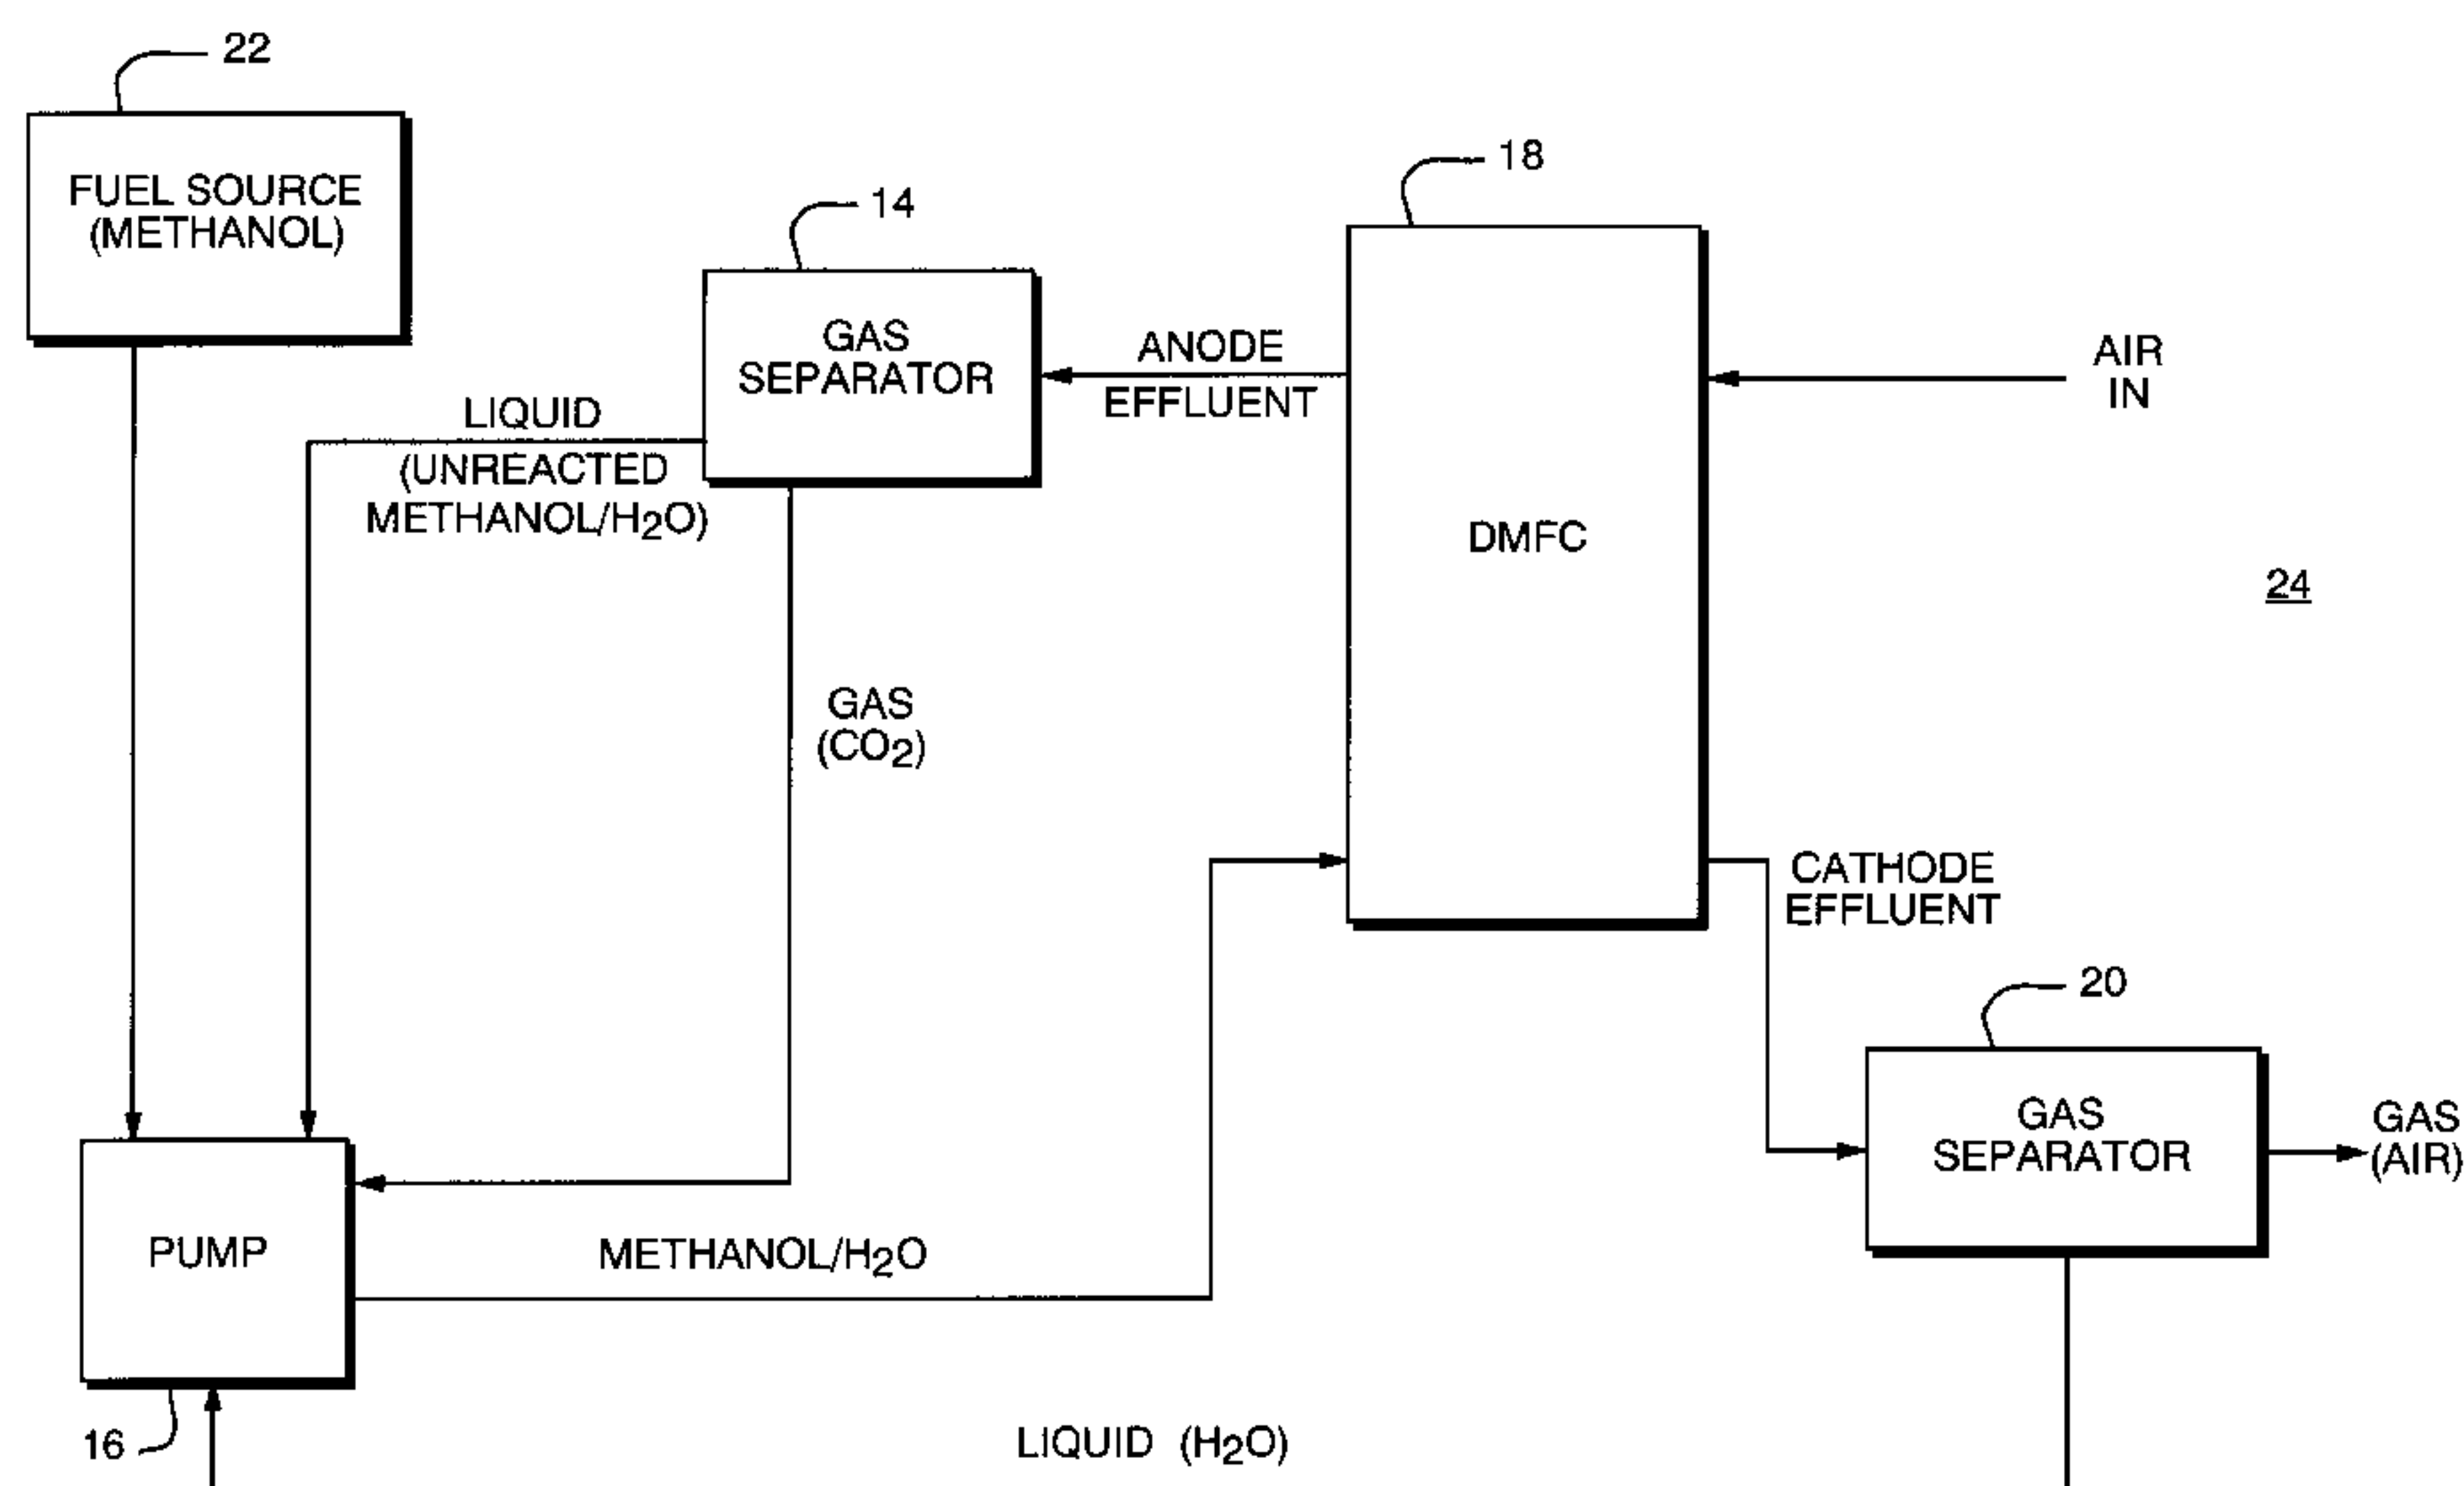 22
FUEL SOURCE
(METHANOL)
18
14
GAS
SEPARATOR
ANODE
EFFLUENT
AIR
IN
LIQUID
(UNREACTED
METHANOL/H2O)
DMFC
24
GAS
(CO2)
CATHODE
EFFLUENT
20
GAS
SEPARATOR
GAS
(AIR)
PUMP
METHANOL/H2O
16
LIQUID (H2O)